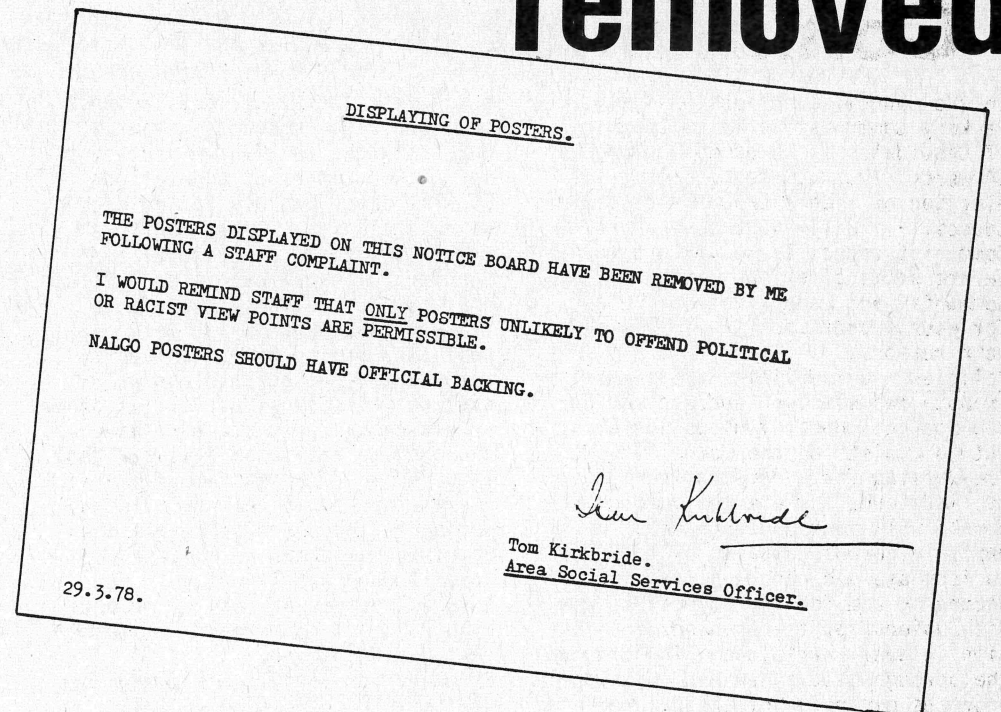 removed
DISPLAYING OF POSTERS.
THE POSTERS DISPLAYED ON THIS NOTICE BOARD HAVE BEEN REMOVED BY ME
FOLLOWING A STAFF COMPLAINT.
I WOULD REMIND STAFF THAT ONLY POSTERS UNLIKELY TO OFFEND POLITICAL
OR RACIST VIEW POINTS ARE PERMISSIBLE.
NALGO POSTERS SHOULD HAVE OFFICIAL BACKING.
Tom Kirkbride
Tom Kirkbride.
Area Social Services Officer.
29.3.78.